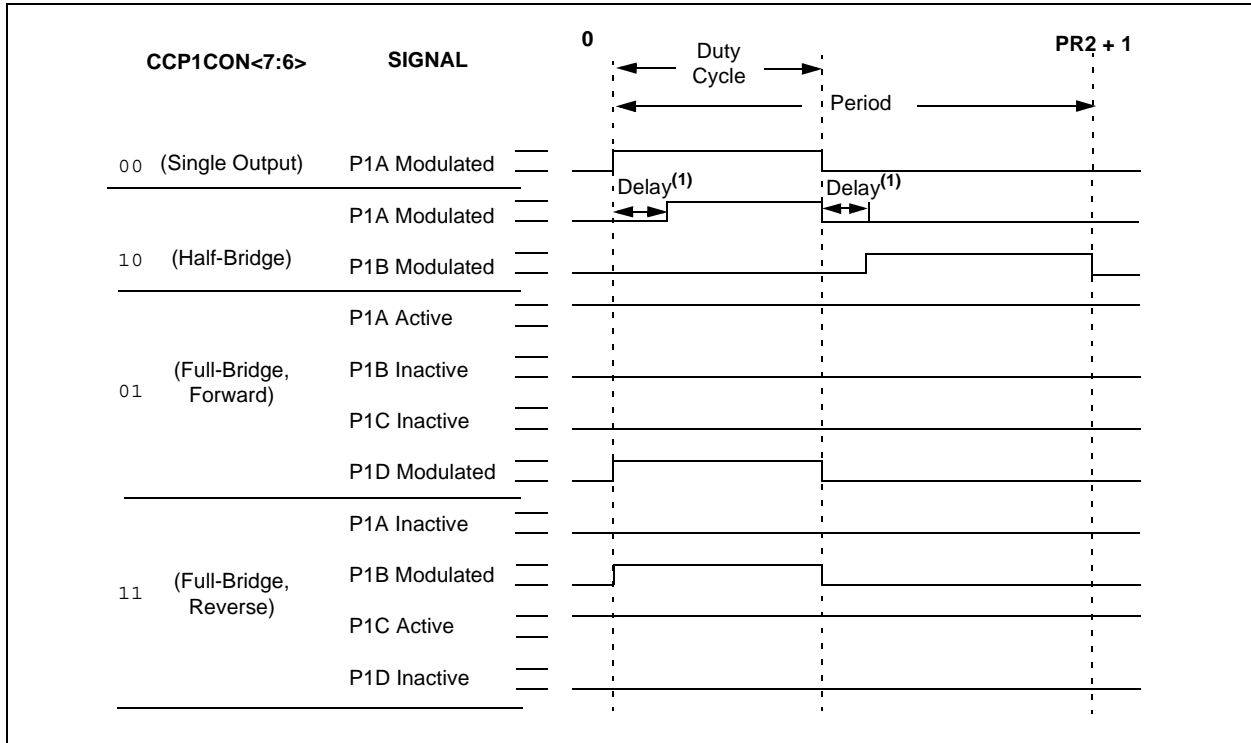 CCP1CON<7:6> SIGNAL 0 PR2 + 1
Duty
Cycle
Period
00 (Single Output) P1A Modulated
Delay(1) Delay(1)
P1A Modulated
10 (Half-Bridge) P1B Modulated
P1A Active
01 (Full-Bridge,
Forward)
P1B Inactive
P1C Inactive
P1D Modulated
P1A Inactive
11 (Full-Bridge,
Reverse)
P1B Modulated
P1C Active
P1D Inactive